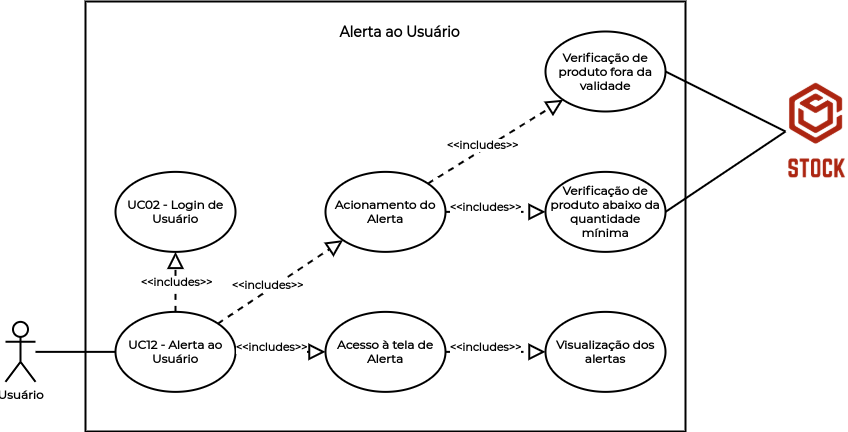 Alerta ao Usuário
Verificação de
produto fora da
validade
<<includes>>
STOCK
UC02 - Login de
Usuário
Acionamento do
Alerta
<<includes>>
Verificação de
produto abaixo da
quantidade
mínima
<<includes>>
<<includes>>
UC12 - Alerta ao
Usuário
<<includes>>
Acesso à tela de
Alerta
<<includes>>
Visualização dos
alertas
Usuário